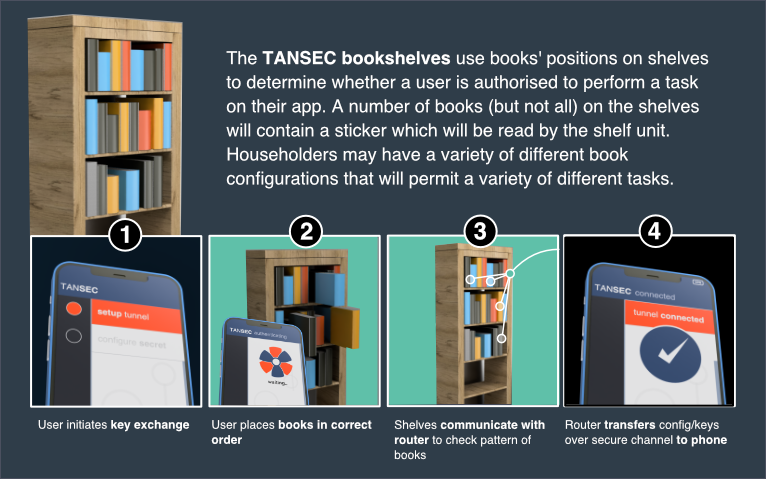 The TANSEC bookshelves use books' positions on shelves
to determine whether a user is authorised to perform a task
on their app. A number of books (but not all) on the shelves
will contain a sticker which will be read by the shelf unit.
Householders may have a variety of different book
configurations that will permit a variety of different tasks.
1
TANSEC
setup tunnel
configure secret
User initiates key exchange
2
TANSEC authenticating
waiting...
User places books in correct
order
3
Shelves communicate with
router to check pattern of
books
4
TANSEC connected
tunnel connected
Router transfers config/keys
over secure channel to phone